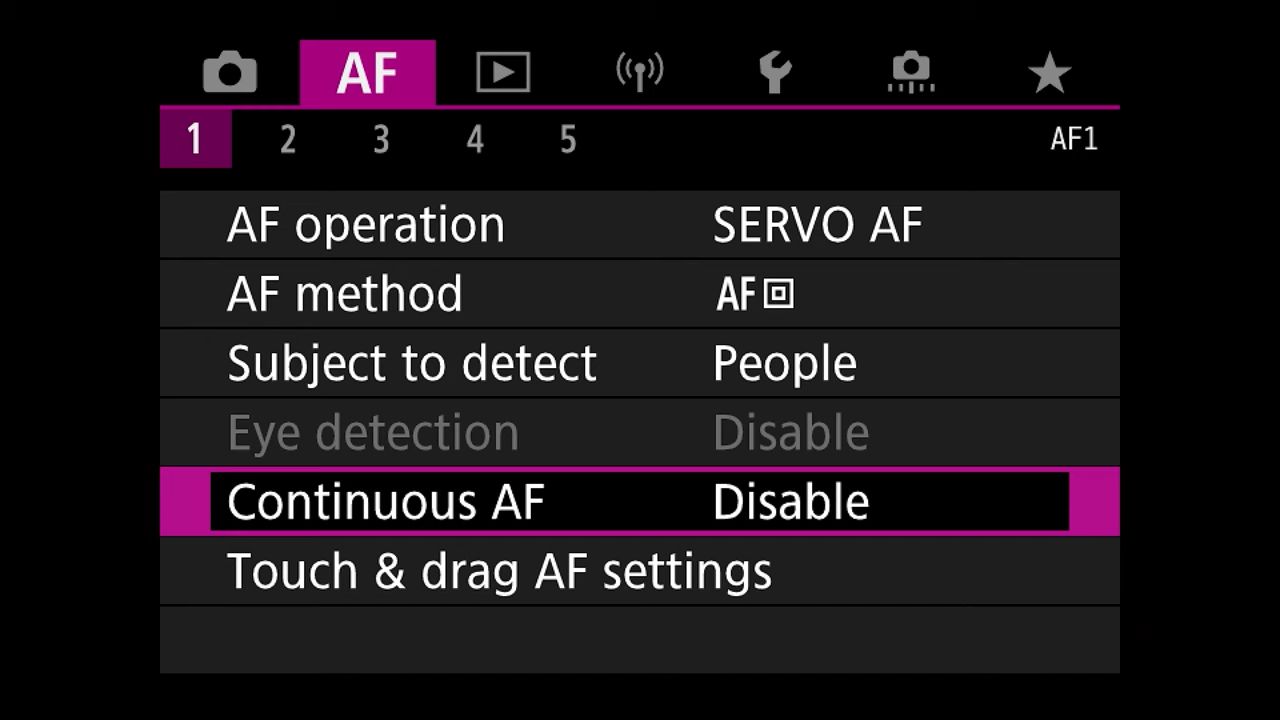 AF
1 2 3 4 5 AF1
AF operation SERVO AF
AF method AF
Subject to detect People
Eye detection Disable
Continuous AF Disable
Touch & drag AF settings